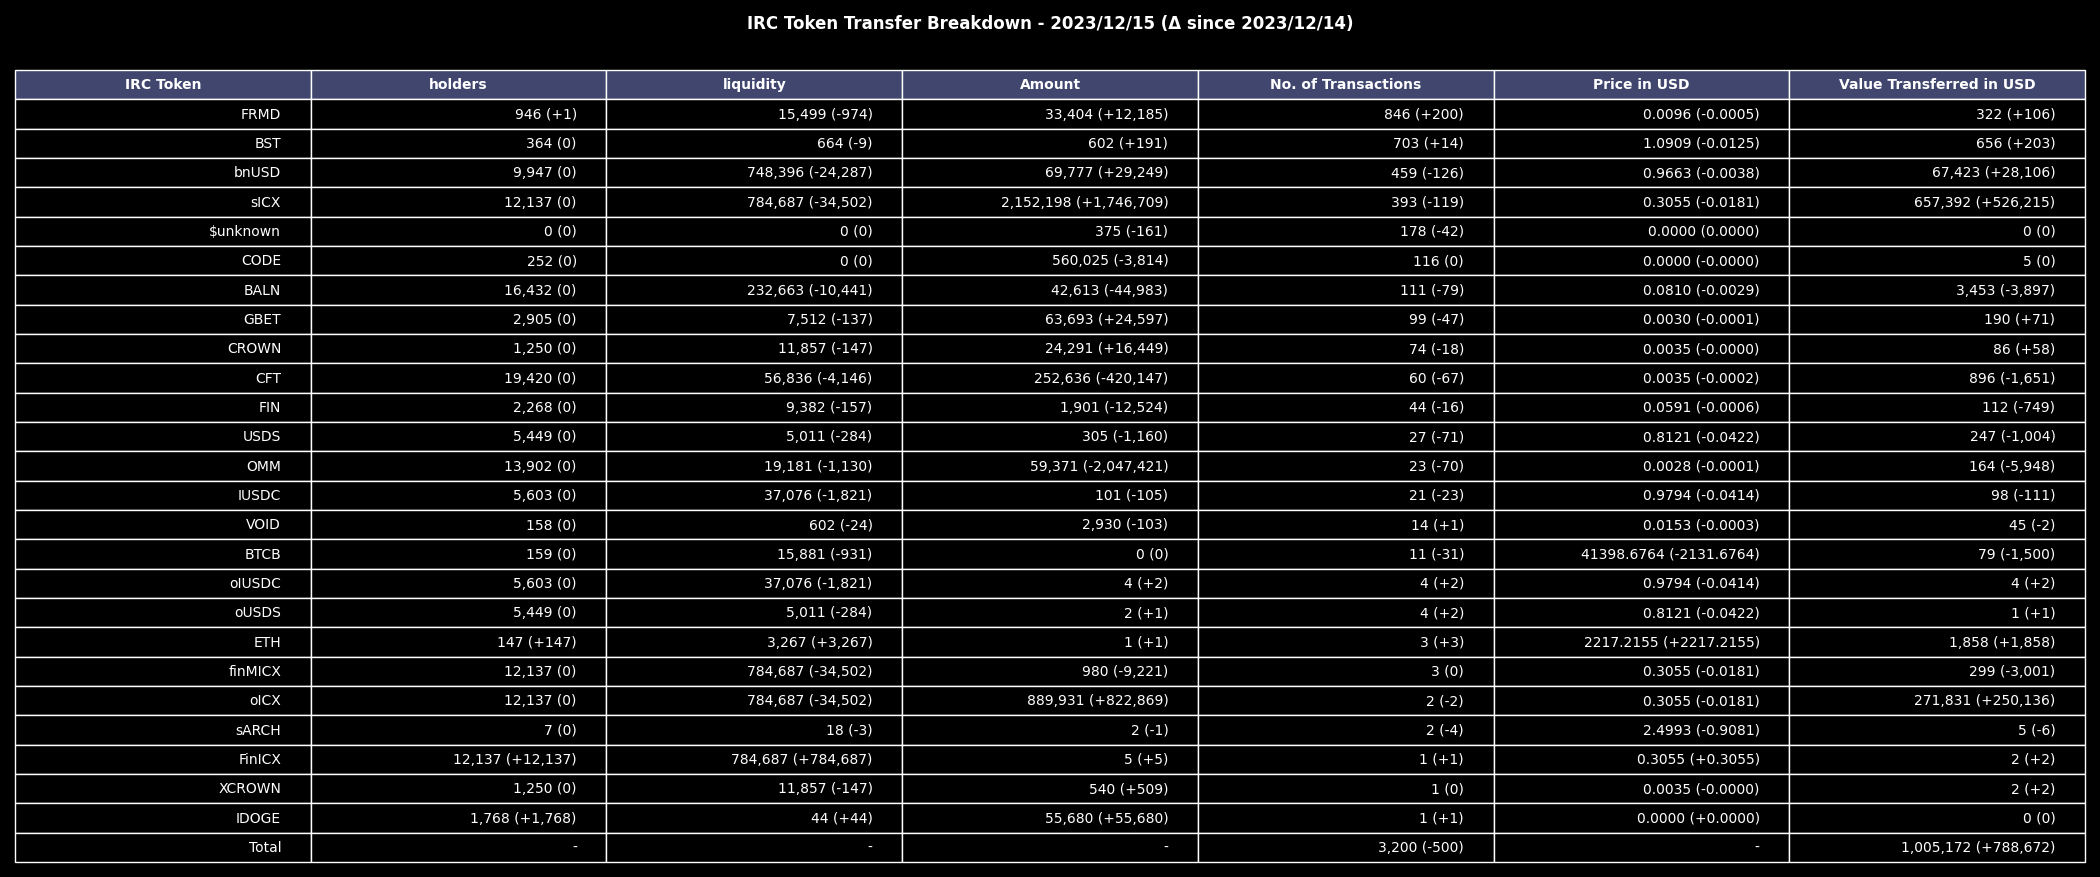 IRC Token Transfer Breakdown - 2023/12/15 (Δ since 2023/12/14)
IRC Token holders liquidity Amount No. of Transactions Price in USD Value Transferred in USD
FRMD 946 (+1) 15,499 (-974) 33,404 (+12,185) 846 (+200) 0.0096 (-0.0005) 322 (+106)
BST 364 (0) 664 (-9) 602 (+191) 703 (+14) 1.0909 (-0.0125) 656 (+203)
bnUSD 9,947 (0) 748,396 (-24,287) 69,777 (+29,249) 459 (-126) 0.9663 (-0.0038) 67,423 (+28,106)
sICX 12,137 (0) 784,687 (-34,502) 2,152,198 (+1,746,709) 393 (-119) 0.3055 (-0.0181) 657,392 (+526,215)
$unknown 0 (0) 0 (0) 375 (-161) 178 (-42) 0.0000 (0.0000) 0 (0)
CODE 252 (0) 0 (0) 560,025 (-3,814) 116 (0) 0.0000 (-0.0000) 5 (0)
BALN 16,432 (0) 232,663 (-10,441) 42,613 (-44,983) 111 (-79) 0.0810 (-0.0029) 3,453 (-3,897)
GBET 2,905 (0) 7,512 (-137) 63,693 (+24,597) 99 (-47) 0.0030 (-0.0001) 190 (+71)
CROWN 1,250 (0) 11,857 (-147) 24,291 (+16,449) 74 (-18) 0.0035 (-0.0000) 86 (+58)
CFT 19,420 (0) 56,836 (-4,146) 252,636 (-420,147) 60 (-67) 0.0035 (-0.0002) 896 (-1,651)
FIN 2,268 (0) 9,382 (-157) 1,901 (-12,524) 44 (-16) 0.0591 (-0.0006) 112 (-749)
USDS 5,449 (0) 5,011 (-284) 305 (-1,160) 27 (-71) 0.8121 (-0.0422) 247 (-1,004)
OMM 13,902 (0) 19,181 (-1,130) 59,371 (-2,047,421) 23 (-70) 0.0028 (-0.0001) 164 (-5,948)
IUSDC 5,603 (0) 37,076 (-1,821) 101 (-105) 21 (-23) 0.9794 (-0.0414) 98 (-111)
VOID 158 (0) 602 (-24) 2,930 (-103) 14 (+1) 0.0153 (-0.0003) 45 (-2)
BTCB 159 (0) 15,881 (-931) 0 (0) 11 (-31) 41398.6764 (-2131.6764) 79 (-1,500)
oIUSDC 5,603 (0) 37,076 (-1,821) 4 (+2) 4 (+2) 0.9794 (-0.0414) 4 (+2)
oUSDS 5,449 (0) 5,011 (-284) 2 (+1) 4 (+2) 0.8121 (-0.0422) 1 (+1)
ETH 147 (+147) 3,267 (+3,267) 1 (+1) 3 (+3) 2217.2155 (+2217.2155) 1,858 (+1,858)
finMICX 12,137 (0) 784,687 (-34,502) 980 (-9,221) 3 (0) 0.3055 (-0.0181) 299 (-3,001)
oICX 12,137 (0) 784,687 (-34,502) 889,931 (+822,869) 2 (-2) 0.3055 (-0.0181) 271,831 (+250,136)
sARCH 7 (0) 18 (-3) 2 (-1) 2 (-4) 2.4993 (-0.9081) 5 (-6)
FinICX 12,137 (+12,137) 784,687 (+784,687) 5 (+5) 1 (+1) 0.3055 (+0.3055) 2 (+2)
XCROWN 1,250 (0) 11,857 (-147) 540 (+509) 1 (0) 0.0035 (-0.0000) 2 (+2)
IDOGE 1,768 (+1,768) 44 (+44) 55,680 (+55,680) 1 (+1) 0.0000 (+0.0000) 0 (0)
Total - - - 3,200 (-500) - 1,005,172 (+788,672)